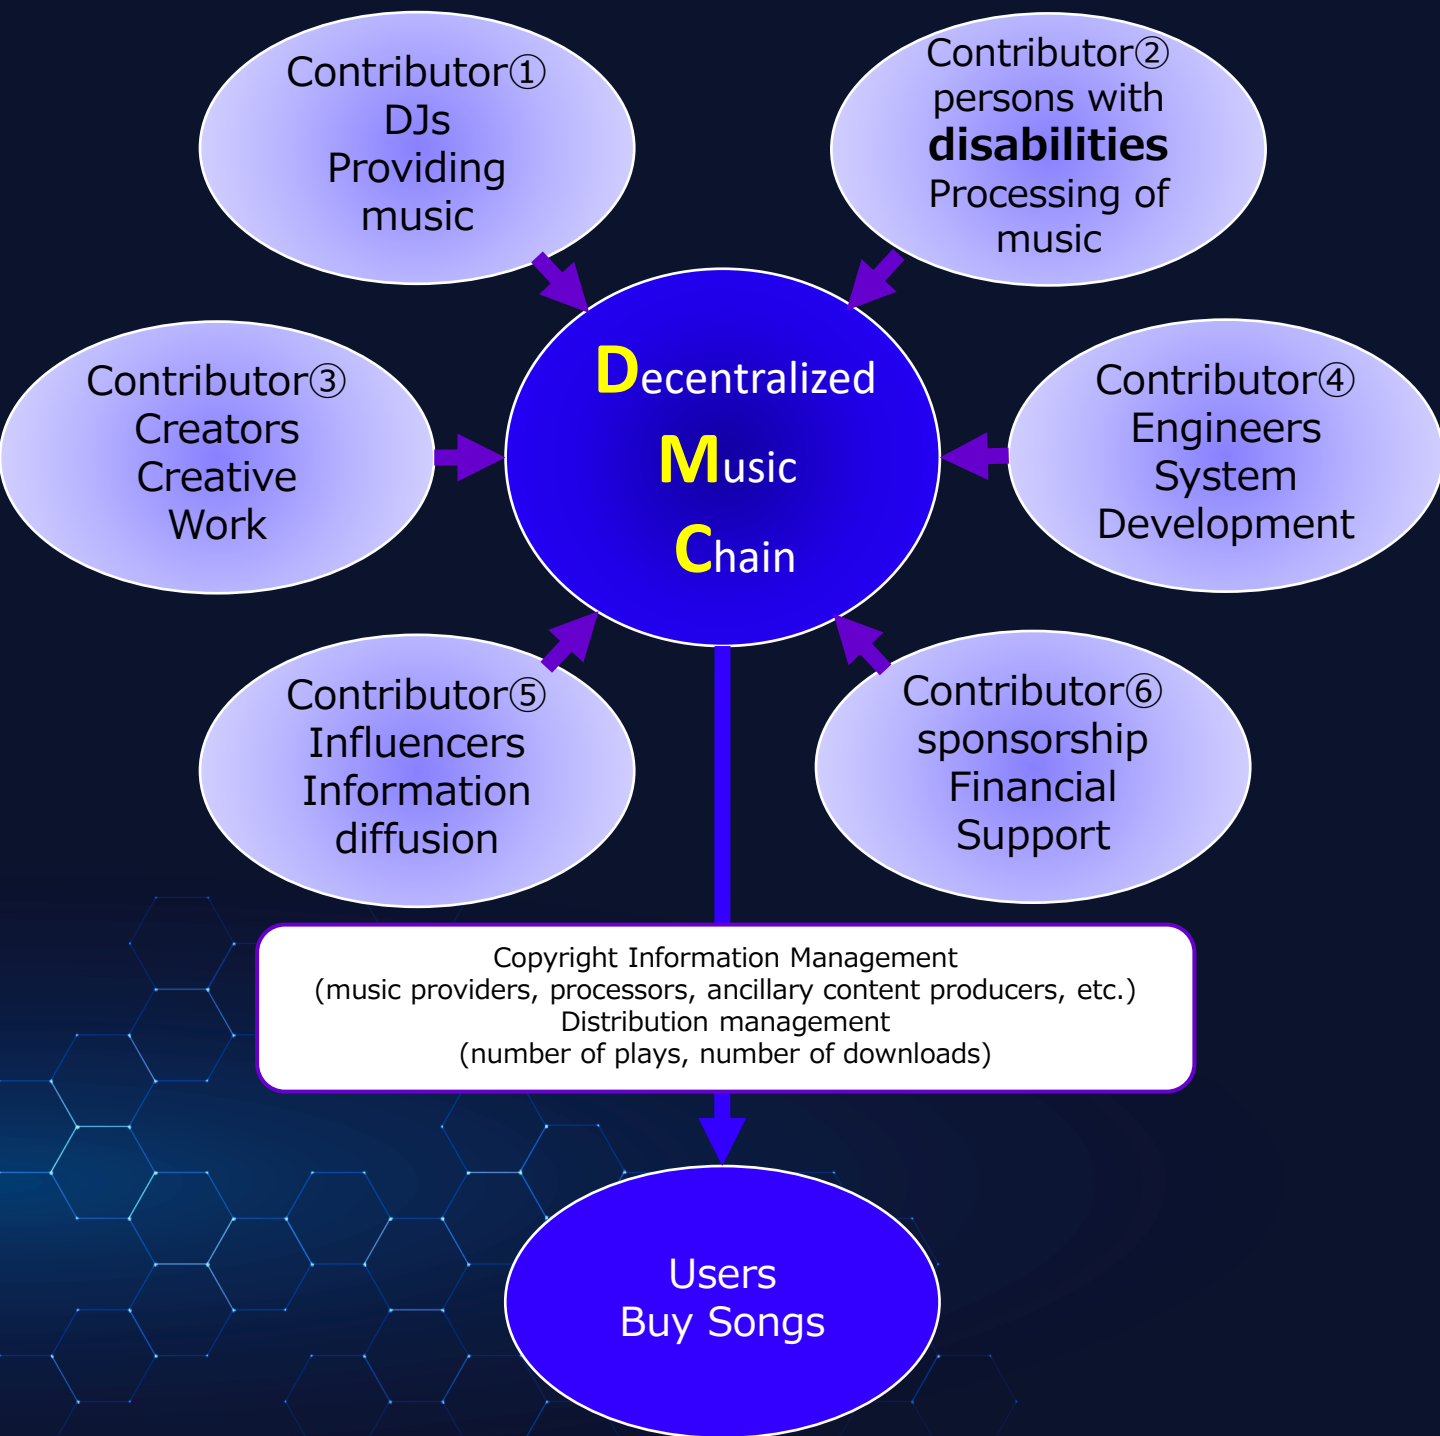 Contributor①
DJs
Providing
music
Contributor②
persons with
disabilities
Processing of
music
Contributor③
Creators
Creative
Work
Decentralized
Music
Chain
Contributor④
Engineers
System
Development
Contributor⑤
Influencers
Information
diffusion
Contributor⑥
sponsorship
Financial
Support
Copyright Information Management
(music providers, processors, ancillary content producers, etc.)
Distribution management
(number of plays, number of downloads)
Users
Buy Songs